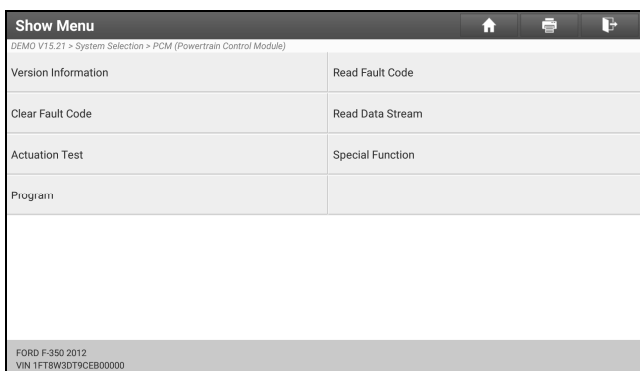 Show Menu
DEMO V15.21 > System Selection > PCM (Powertrain Control Module)
Version Information
Read Fault Code
Clear Fault Code
Read Data Stream
Actuation Test
Special Function
Program
FORD F-350 2012
VIN 1FT8W3DT9CEB00000